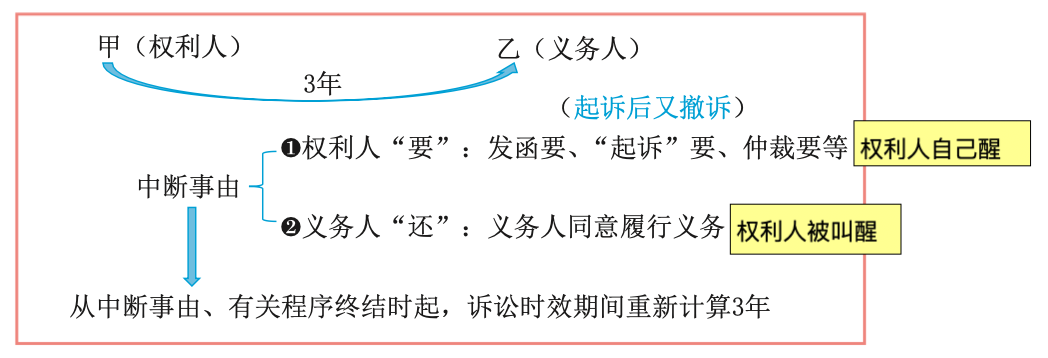 甲（权利人） 乙（义务人）
3年
（起诉后又撤诉）
❶权利人“要”：发函要、“起诉”要、仲裁要等 权利人自己醒
中断事由
❷义务人“还”：义务人同意履行义务 权利人被叫醒
从中断事由、有关程序终结时起，诉讼时效期间重新计算3年